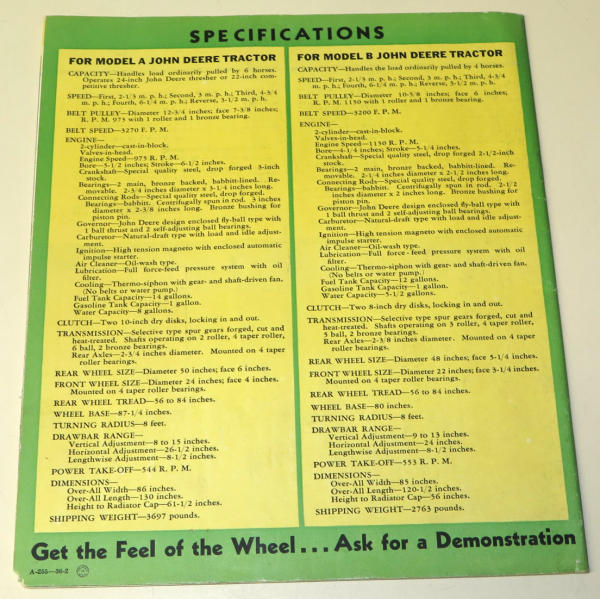 SPECIFICATIONS
FOR MODEL A JOHN DEERE TRACTOR
CAPACITY—Handles load ordinarily pulled by 6 horses.
Operates 24-inch John Deere thresher or 22-inch com-
petitive thresher.
SPEED—First, 2-1/3 m. p. h.; Second, 3 m. p. h.; Third, 4-3/4
m. p. h.; Fourth, 6-1/4 m. p. h.; Reverse, 3-1/2 m. p. h.
BELT PULLEY—Diameter 12-3/4 inches; face 7-3/8 inches;
R. P. M. 975 with 1 roller and 1 bronze bearing.
BELT SPEED—3270 F. P. M.
ENGINE—
2-cylinder—cast-in-block.
Valves-in-head.
Engine Speed—975 R. P. M.
Bore—5-1/2 inches; Stroke—6-1/2 inches.
Crankshaft—Special quality steel, drop forged 3-inch
stock.
Bearings—2 main, bronze backed, babbitt-lined. Re-
movable. 2-3/4 inches diameter x 3-1/4 inches long.
Connecting Rods—Special quality steel, drop forged.
Bearings—babbitt. Centrifugally spun in rod. 3 inches
diameter x 2-3/8 inches long. Bronze bushing for
piston pin.
Governor—John Deere design enclosed fly-ball type with
1 ball thrust and 2 self-adjusting ball bearings.
Carburetor—Natural-draft type with load and idle adjust-
ment.
Ignition—High tension magneto with enclosed automatic
impulse starter.
Air Cleaner—Oil-wash type.
Lubrication—Full force-feed pressure system with oil
filter.
Cooling—Thermo-siphon with gear- and shaft-driven fan.
(No belts or water pump.)
Fuel Tank Capacity—14 gallons.
Gasoline Tank Capacity—1 gallon.
Water Capacity—8 gallons.
CLUTCH—Two 10-inch dry disks, locking in and out.
TRANSMISSION—Selective type spur gears forged, cut and
heat-treated. Shafts operating on 2 roller, 4 taper roller,
6 ball, 2 bronze bearings.
Rear Axles—2-3/4 inches diameter. Mounted on 4 taper
roller bearings.
REAR WHEEL SIZE—Diameter 50 inches; face 6 inches.
FRONT WHEEL SIZE—Diameter 24 inches; face 4 inches.
Mounted on 4 taper roller bearings.
REAR WHEEL TREAD—56 to 84 inches.
WHEEL BASE—87-1/4 inches.
TURNING RADIUS—8 feet.
DRAWBAR RANGE—
Vertical Adjustment—8 to 15 inches.
Horizontal Adjustment—26-1/2 inches.
Lengthwise Adjustment—8-1/2 inches.
POWER TAKE-OFF—544 R. P. M.
DIMENSIONS—
Over-All Width—86 inches.
Over-All Length—130 inches.
Height to Radiator Cap—61-1/2 inches.
SHIPPING WEIGHT—3697 pounds.
FOR MODEL B JOHN DEERE TRACTOR
CAPACITY—Handles the load ordinarily pulled by 4 horses.
SPEED—First, 2-1/3 m. p. h.; Second, 3 m. p. h.; Third, 4-3/4
m. p. h.; Fourth, 6-1/4 m. p. h.; Reverse, 3-1/2 m. p. h.
BELT PULLEY—Diameter 10-5/8 inches; face 6 inches;
R. P. M. 1150 with 1 roller and 1 bronze bearing.
BELT SPEED—3200 F. P. M.
ENGINE—
2-cylinder—cast-in-block.
Valves-in-head.
Engine Speed—1150 R. P. M.
Bore—4-1/4 inches; Stroke—5-1/4 inches.
Crankshaft—Special quality steel, drop forged 2-1/2-inch
stock.
Bearings—2 main, bronze backed, babbitt-lined. Re-
movable. 2-1/4 inches diameter x 2-1/2 inches long.
Connecting Rods—Special quality steel, drop forged.
Bearings—babbitt. Centrifugally spun in rod. 2-1/2
inches diameter x 2 inches long. Bronze bushing for
piston pin.
Governor—John Deere design enclosed fly-ball type with
1 ball thrust and 2 self-adjusting ball bearings.
Carburetor—Natural-draft type with load and idle adjust-
ment.
Ignition—High tension magneto with enclosed automatic
impulse starter.
Air Cleaner—Oil-wash type.
Lubrication—Full force-feed pressure system with oil
filter.
Cooling—Thermo-siphon with gear- and shaft-driven fan.
(No belts or water pump.)
Fuel Tank Capacity—12 gallons.
Gasoline Tank Capacity—1 gallon.
Water Capacity—5-1/2 gallons.
CLUTCH—Two 8-inch dry disks, locking in and out.
TRANSMISSION—Selective type spur gears forged, cut and
heat-treated. Shafts operating on 3 roller, 4 taper roller,
5 ball, 2 bronze bearings.
Rear Axles—2-3/8 inches diameter. Mounted on 4 taper
roller bearings.
REAR WHEEL SIZE—Diameter 48 inches; face 5-1/4 inches.
FRONT WHEEL SIZE—Diameter 22 inches; face 3-1/4 inches.
Mounted on 4 taper roller bearings.
REAR WHEEL TREAD—56 to 84 inches.
WHEEL BASE—80 inches.
TURNING RADIUS—8 feet.
DRAWBAR RANGE—
Vertical Adjustment—9 to 13 inches.
Horizontal Adjustment—24 inches.
Lengthwise Adjustment—8-1/2 inches.
POWER TAKE-OFF—553 R. P. M.
DIMENSIONS—
Over-All Width—85 inches.
Over-All Length—120-1/2 inches.
Height to Radiator Cap—56 inches.
SHIPPING WEIGHT—2763 pounds.
Get the Feel of the Wheel...Ask for a Demonstration
A-255—36-2